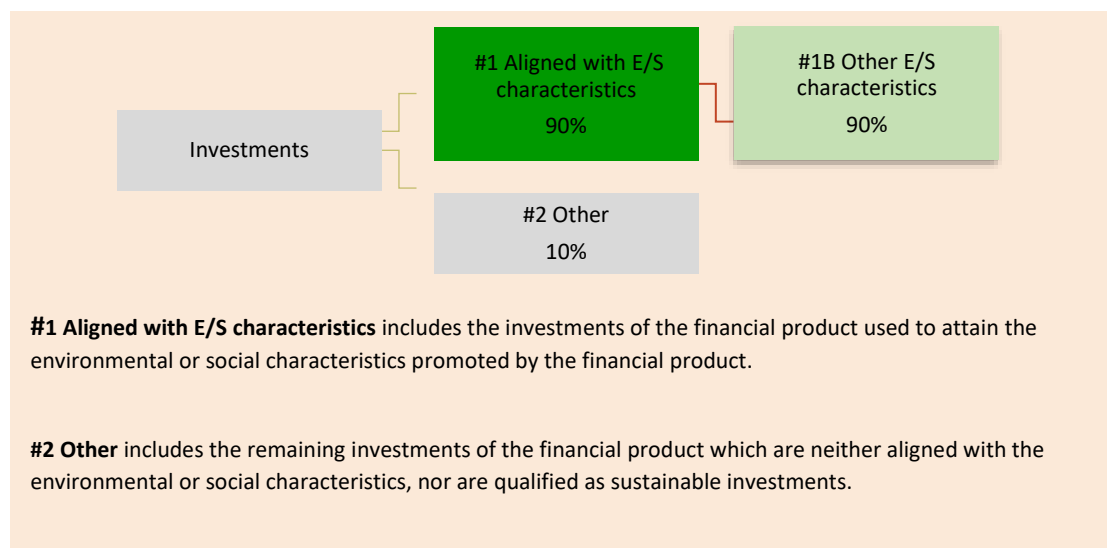 #1 Aligned with E/S
characteristics
90%
#1B Other E/S
characteristics
90%
Investments
#2 Other
10%
#1 Aligned with E/S characteristics includes the investments of the financial product used to attain the
environmental or social characteristics promoted by the financial product.
#2 Other includes the remaining investments of the financial product which are neither aligned with the
environmental or social characteristics, nor are qualified as sustainable investments.